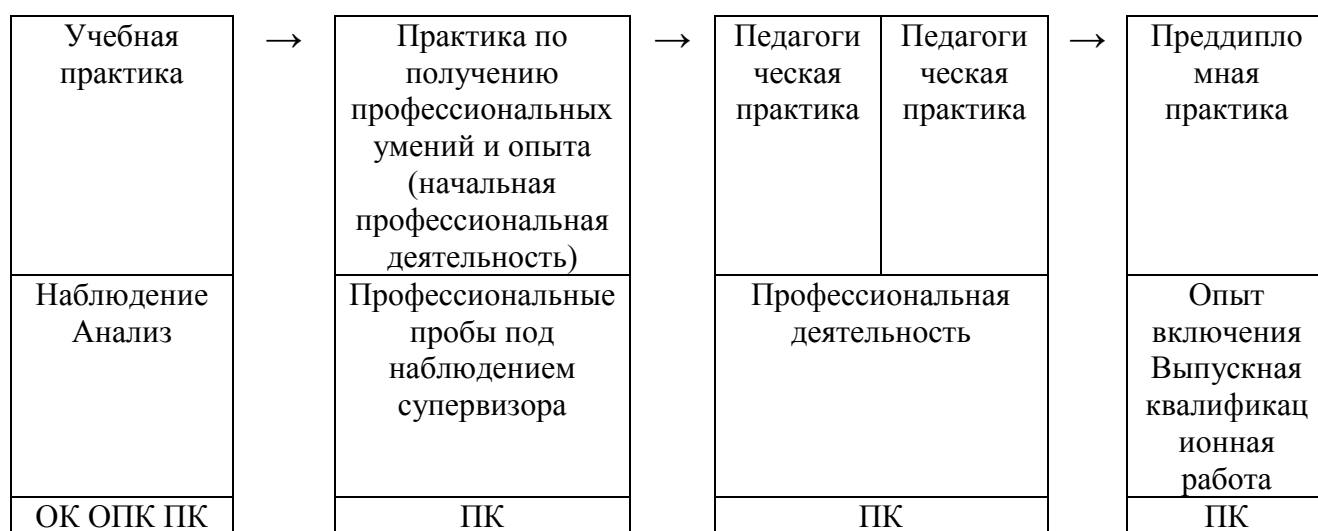 Учебная
практика
→
Практика по
получению
профессиональных
умений и опыта
(начальная
профессиональная
деятельность)
→
Педагоги
ческая
практика
Педагоги
ческая
практика
→
Преддипло
мная
практика
Наблюдение
Анализ
Профессиональные
пробы под
наблюдением
супервизора
Профессиональная
деятельность
Опыт
включения
Выпускная
квалификац
ионная
работа
ОК ОПК ПК
ПК
ПК
ПК